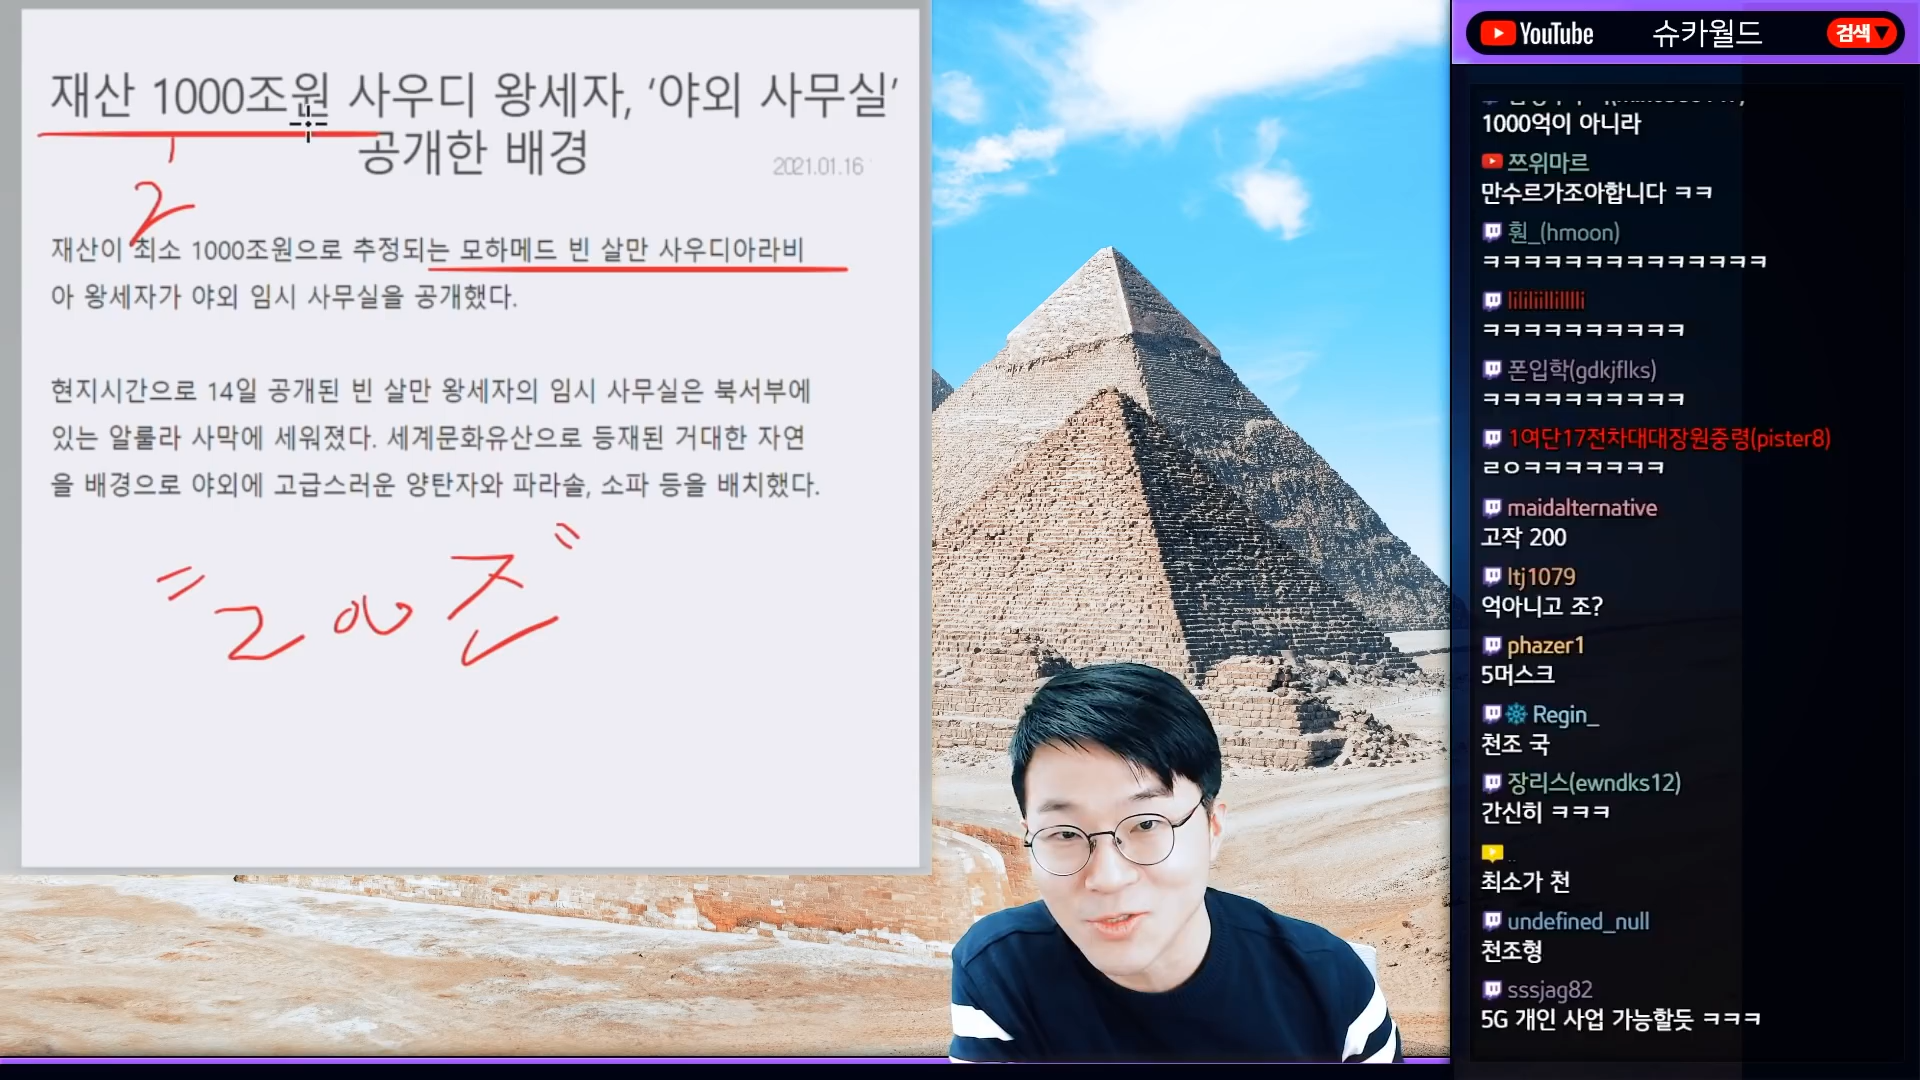 재산 1000조원 사우디 왕세자, ‘야외 사무실’
공개한 배경
2021.01.16
2
재산이 최소 1000조원으로 추정되는 모하메드 빈 살만 사우디아라비
아 왕세자가 야외 임시 사무실을 공개했다.
현지시간으로 14일 공개된 빈 살만 왕세자의 임시 사무실은 북서부에
있는 알룰라 사막에 세워졌다. 세계문화유산으로 등재된 거대한 자연
을 배경으로 야외에 고급스러운 양탄자와 파라솔, 소파 등을 배치했다.
"200조"
YouTube 슈카월드 검색▼
1000억이 아니라
쯔위마르
만수르가조아합니다 ㅋㅋ
훤_(hmoon)
ㅋㅋㅋㅋㅋㅋㅋㅋㅋㅋㅋㅋㅋㅋ
ㅋㅋㅋㅋㅋㅋㅋㅋㅋㅋ
폰입학(gdkjflks)
ㅋㅋㅋㅋㅋㅋㅋㅋㅋㅋ
1여단17전차대대장원중령(pister8)
ㄹㅇㅋㅋㅋㅋㅋㅋㅋ
maidalternative
고작 200
ltj1079
억아니고 조?
phazer1
5머스크
Regin_
천조 국
장리스(ewndks12)
간신히 ㅋㅋㅋ
..
최소가 천
undefined_null
천조형
sssjag82
5G 개인 사업 가능할듯 ㅋㅋㅋ